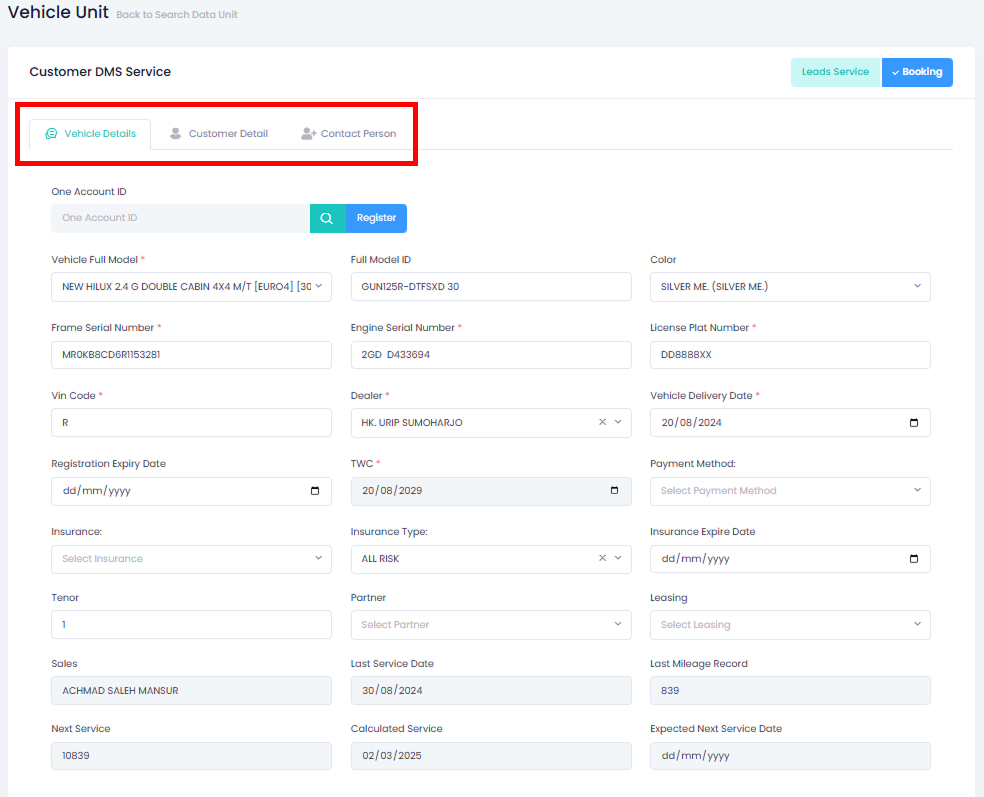 Vehicle Unit Back to Search Data Unit
Customer DMS Service Leads Service Booking
Vehicle Details Customer Detail Contact Person
One Account ID
One Account ID Register
Vehicle Full Model * Full Model ID Color
NEW HILUX 2.4 G DOUBLE CABIN 4X4 M/T [EURO4] [30 GUN125R-DTFSXD 30 SILVER ME. (SILVER ME.)
Frame Serial Number * Engine Serial Number * License Plat Number *
MR0KB8CD6R1153281 2GD D433694 DD8888XX
Vin Code * Dealer * Vehicle Delivery Date *
R HK. URIP SUMOHARJO 20/08/2024
Registration Expiry Date TWC * Payment Method:
dd/mm/yyyy 20/08/2029 Select Payment Method
Insurance: Insurance Type: Insurance Expire Date
Select Insurance ALL RISK dd/mm/yyyy
Tenor Partner Leasing
1 Select Partner Select Leasing
Sales Last Service Date Last Mileage Record
ACHMAD SALEH MANSUR 30/08/2024 839
Next Service Calculated Service Expected Next Service Date
10839 02/03/2025 dd/mm/yyyy